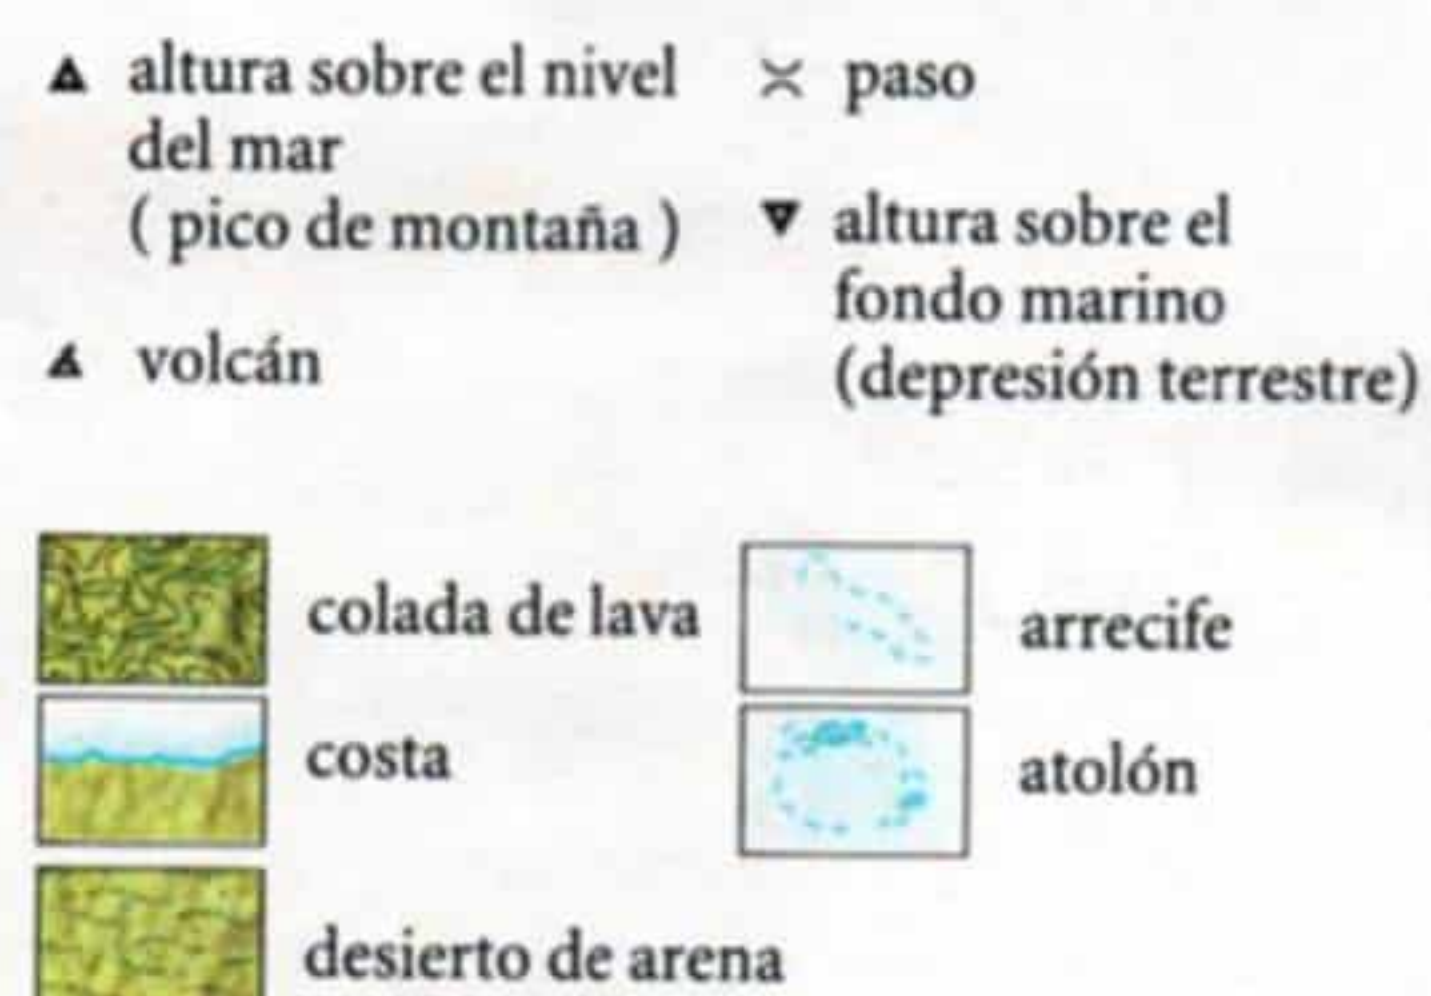 altura sobre el nivel
del mar
( pico de montaña )
volcán
paso
altura sobre el
fondo marino
(depresión terrestre)
colada de lava
costa
desierto de arena
arrecife
atolón